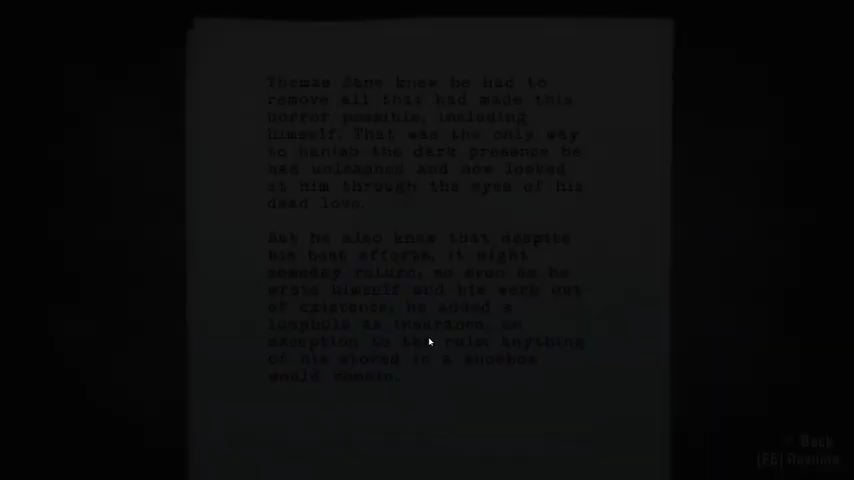 Thomas Zane knew he had to
remove all that had made this
horror possible, including
himself. That was the only way
to banish the dark presence he
had unleashed and now looked
at him through the eyes of his
dead love.
But he also knew that despite
his best efforts, it might
someday return, so even as he
wrote himself and his work out
of existence, he added a
loophole as insurance, an
exception to the rule: anything
of his stored in a shoebox
would remain.
Back
Resume